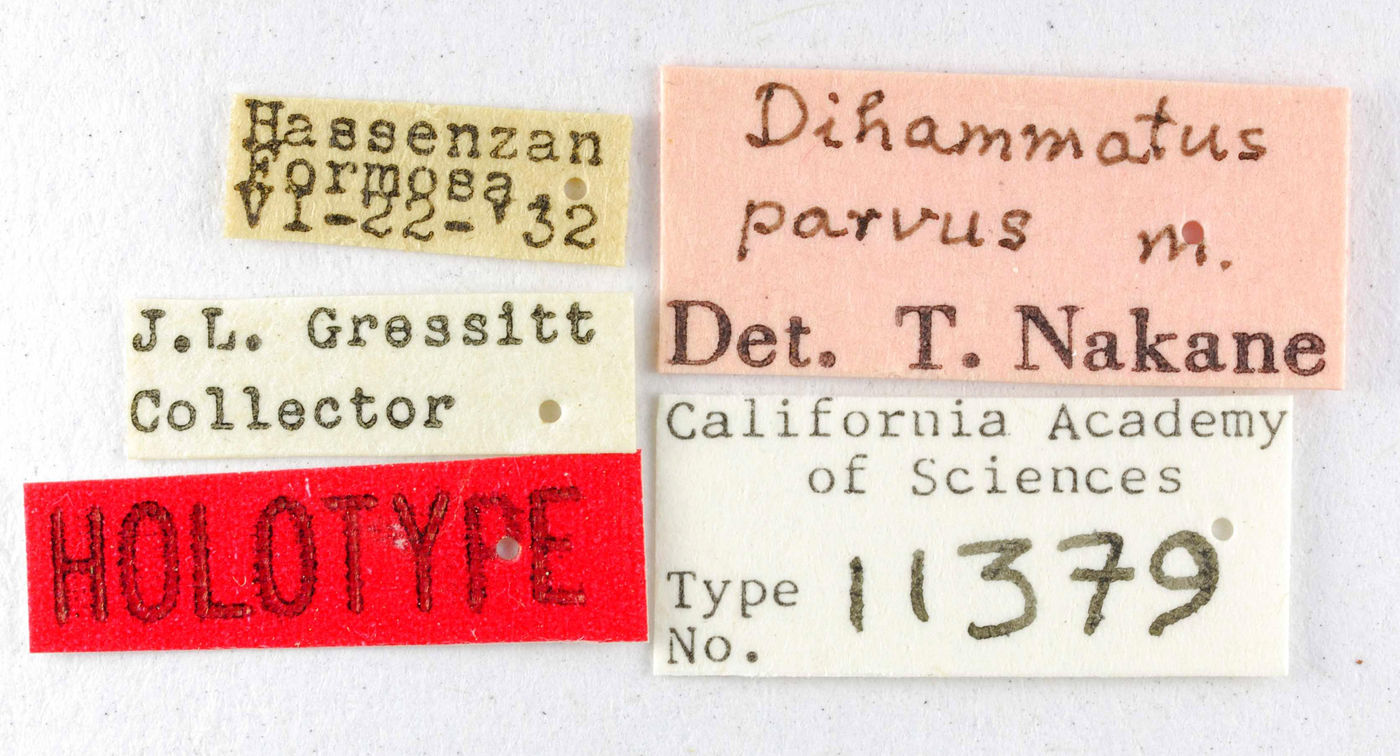 Hassenzan
Formosa.
VI-22-'32
J.L. Gressitt
Collector
HOLOTYPE
Dihammatus
parvus m.
Det. T. Nakane
California Academy
of Sciences
Type
No. 11379